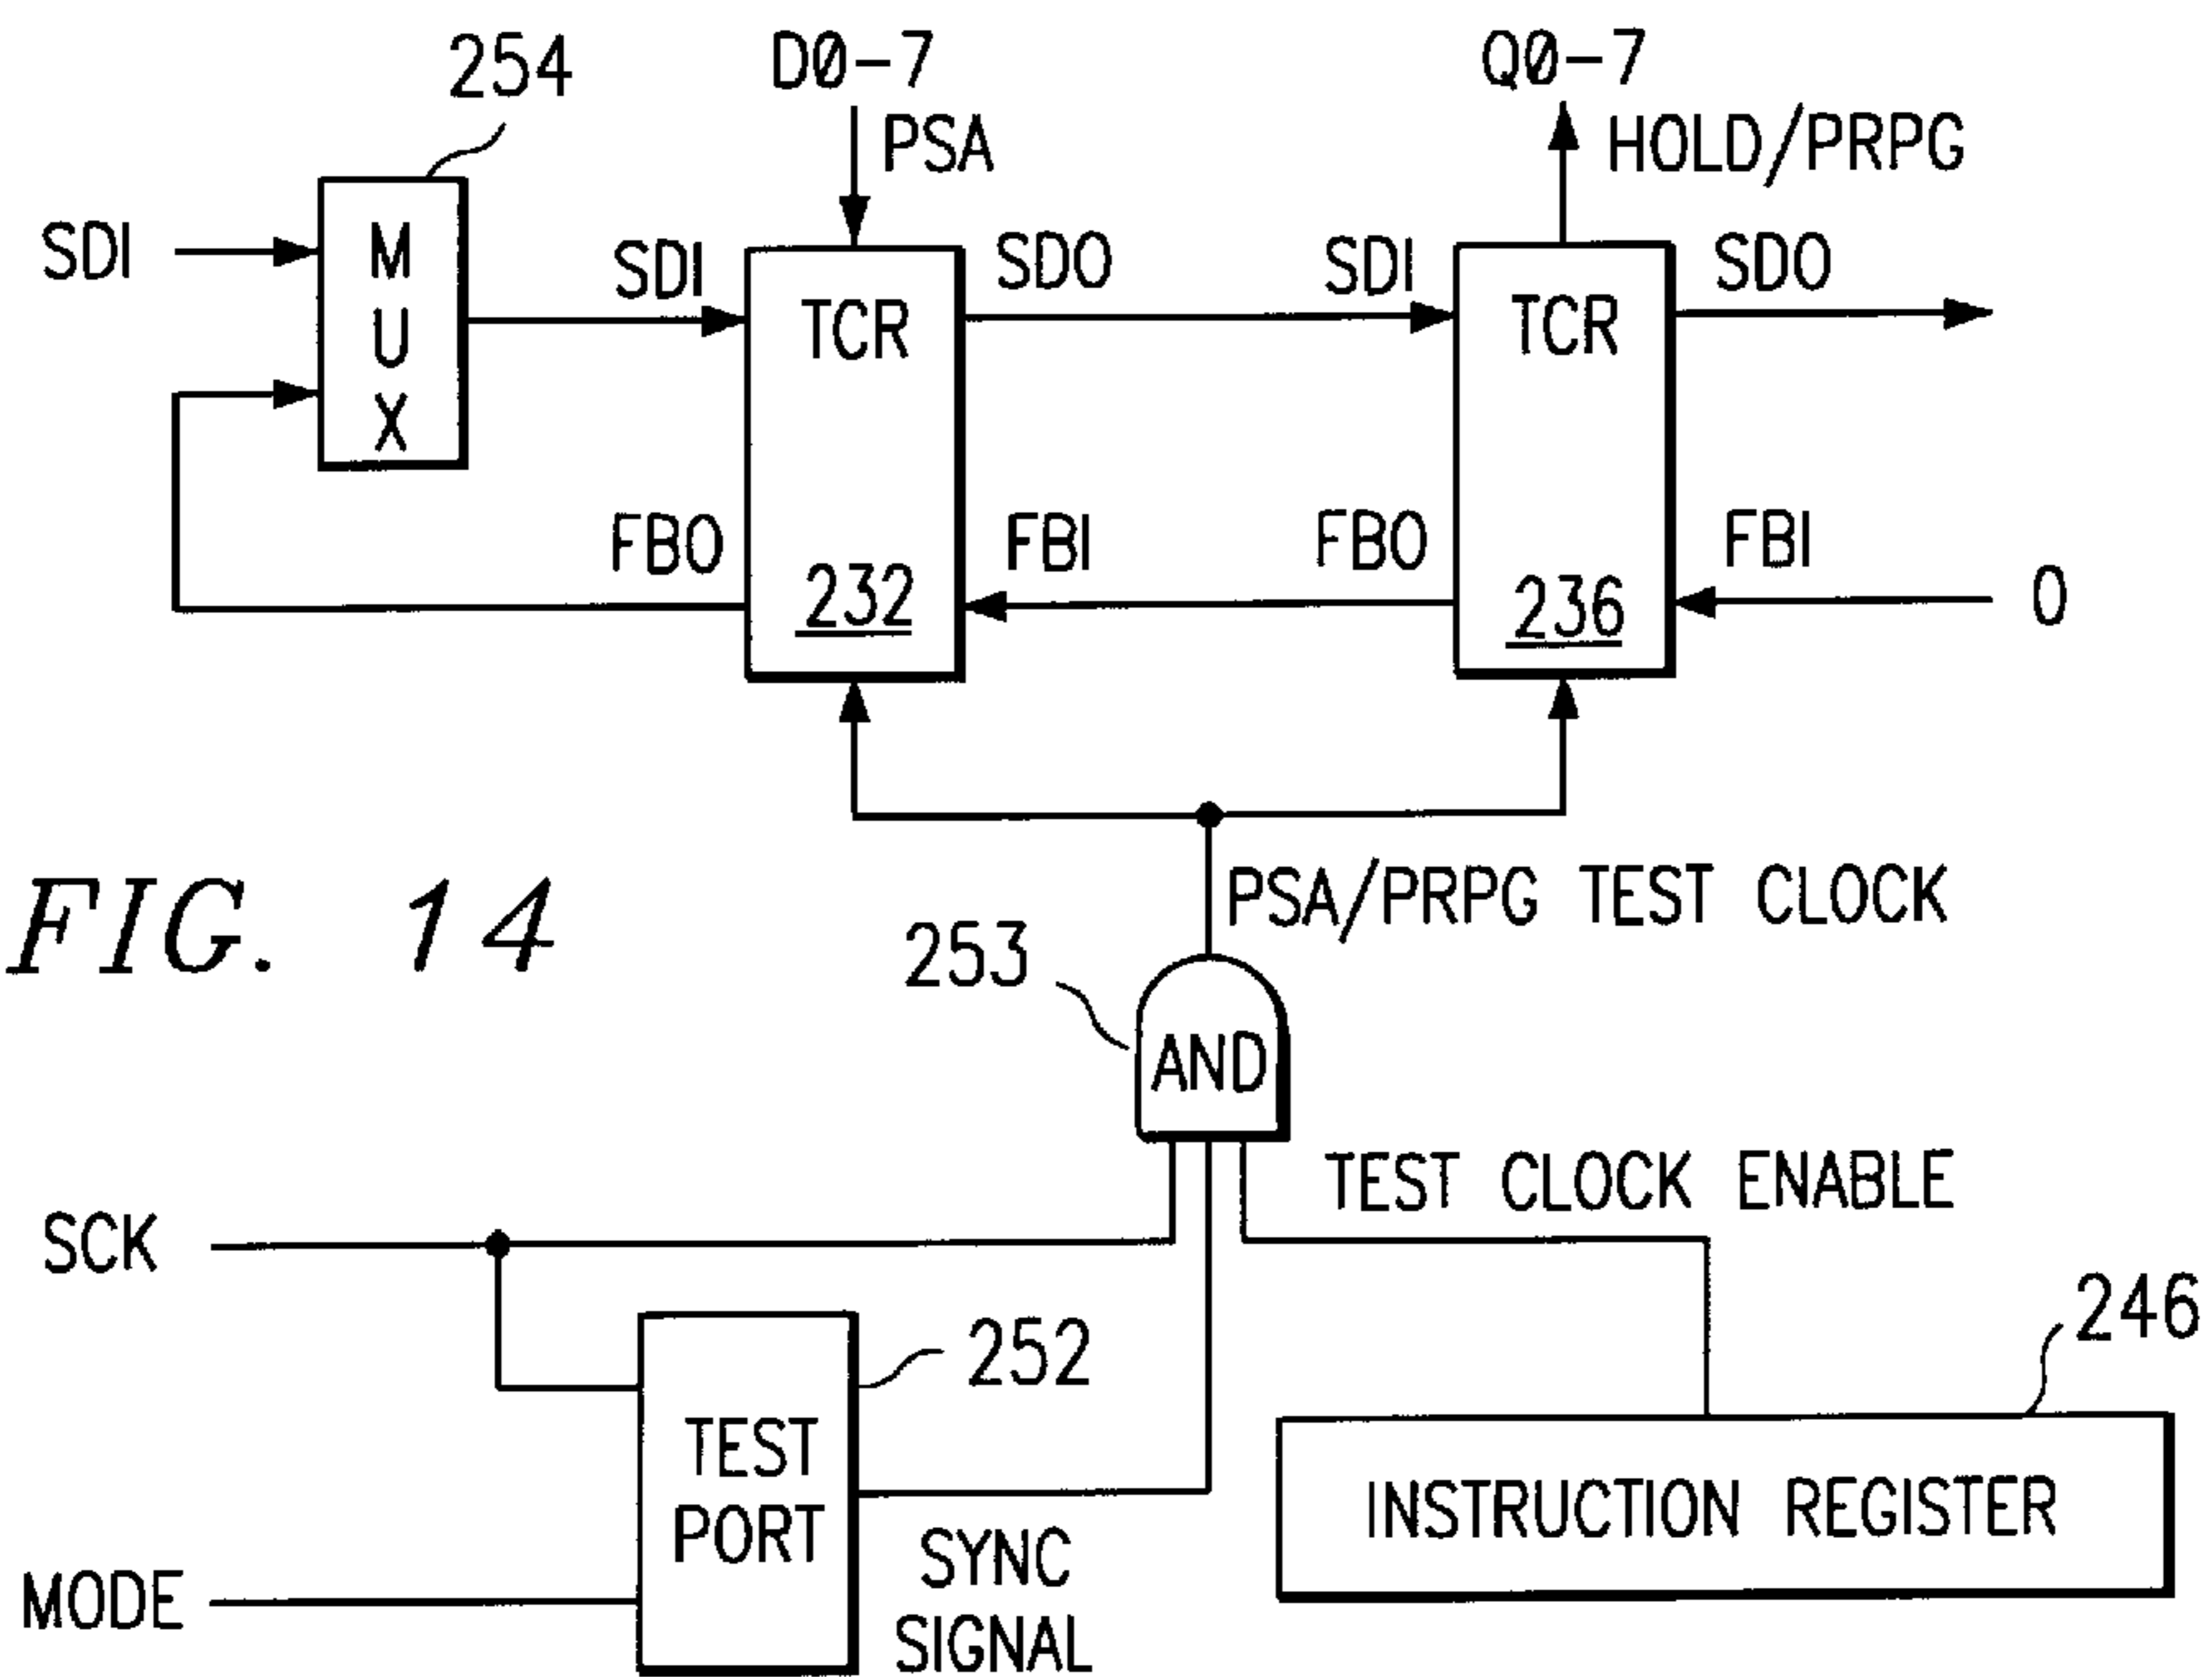 254
D0-7
Q0-7
PSA
HOLD/PRPG
SDI
MUX
SDI
TCR
SDO
SDI
TCR
SDO
FBO
232
FBI
FBO
236
FBI
0
FIG. 14
PSA/PRPG TEST CLOCK
253
AND
TEST CLOCK ENABLE
SCK
252
246
TEST
PORT
INSTRUCTION REGISTER
SYNC
SIGNAL
MODE